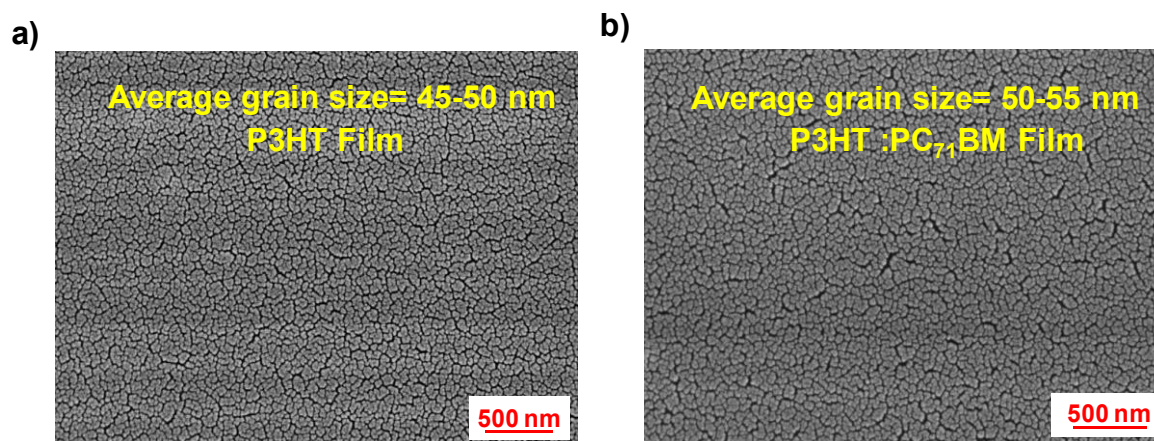 a)
Average grain size= 45-50 nm
P3HT Film
500 nm
b)
Average grain size= 50-55 nm
P3HT :PC₇₁BM Film
500 nm